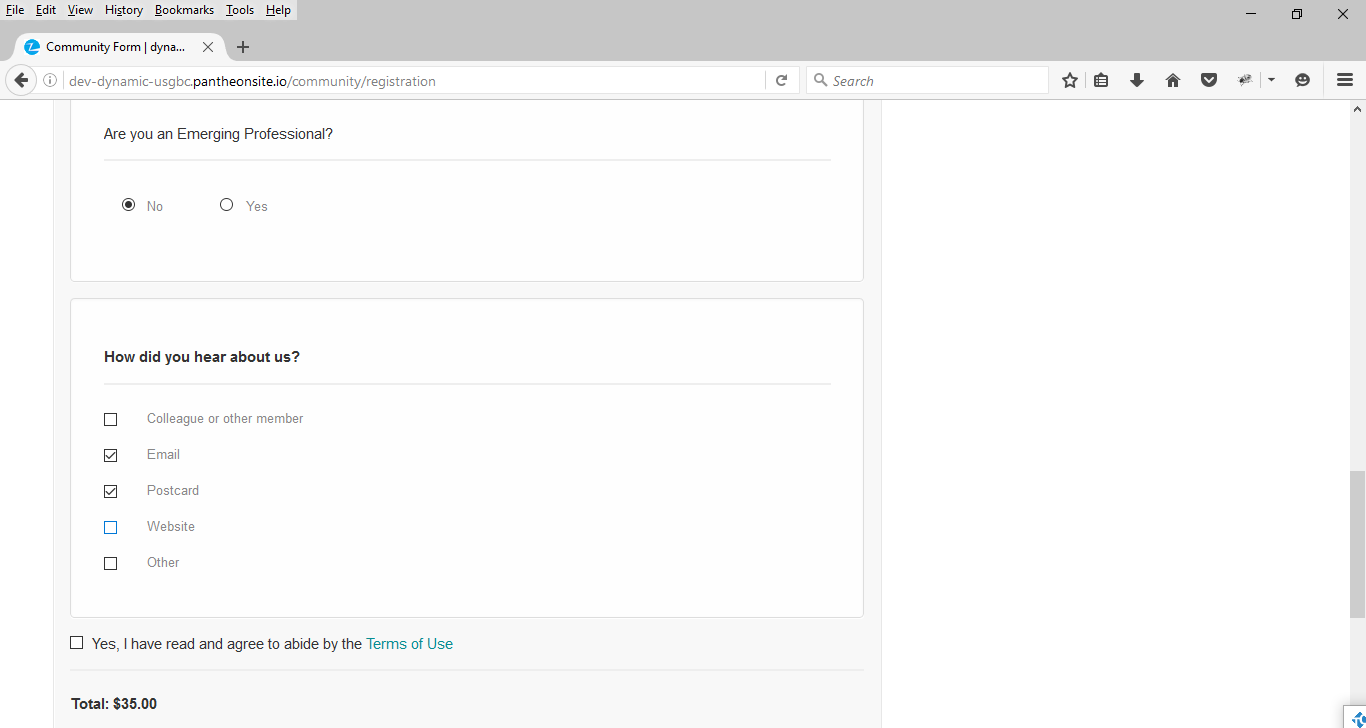 File Edit View History Bookmarks Tools Help
Community Form | dyna...
dev-dynamic-usgbc.pantheonsite.io/community/registration
Search
Are you an Emerging Professional?
No Yes
How did you hear about us?
Colleague or other member
Email
Postcard
Website
Other
Yes, I have read and agree to abide by the Terms of Use
Total: $35.00